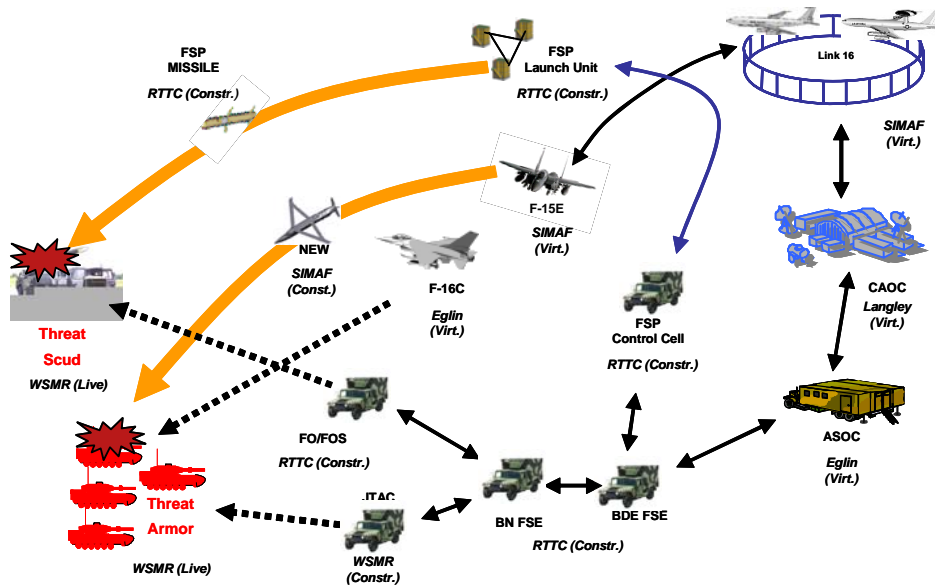 FSP
MISSILE
RTTC (Constr.)
FSP
Launch Unit
RTTC (Constr.)
Link 16
SIMAF
(Virt.)
F-15E
SIMAF
(Virt.)
NEW
SIMAF
(Const.)
F-16C
Eglin
(Virt.)
CAOC
Langley
(Virt.)
FSP
Control Cell
RTTC (Constr.)
Threat
Scud
WSMR (Live)
FO/FOS
RTTC (Constr.)
ASOC
Eglin
(Virt.)
BN FSE
BDE FSE
RTTC (Constr.)
JTAC
WSMR
(Constr.)
Threat
Armor
WSMR (Live)